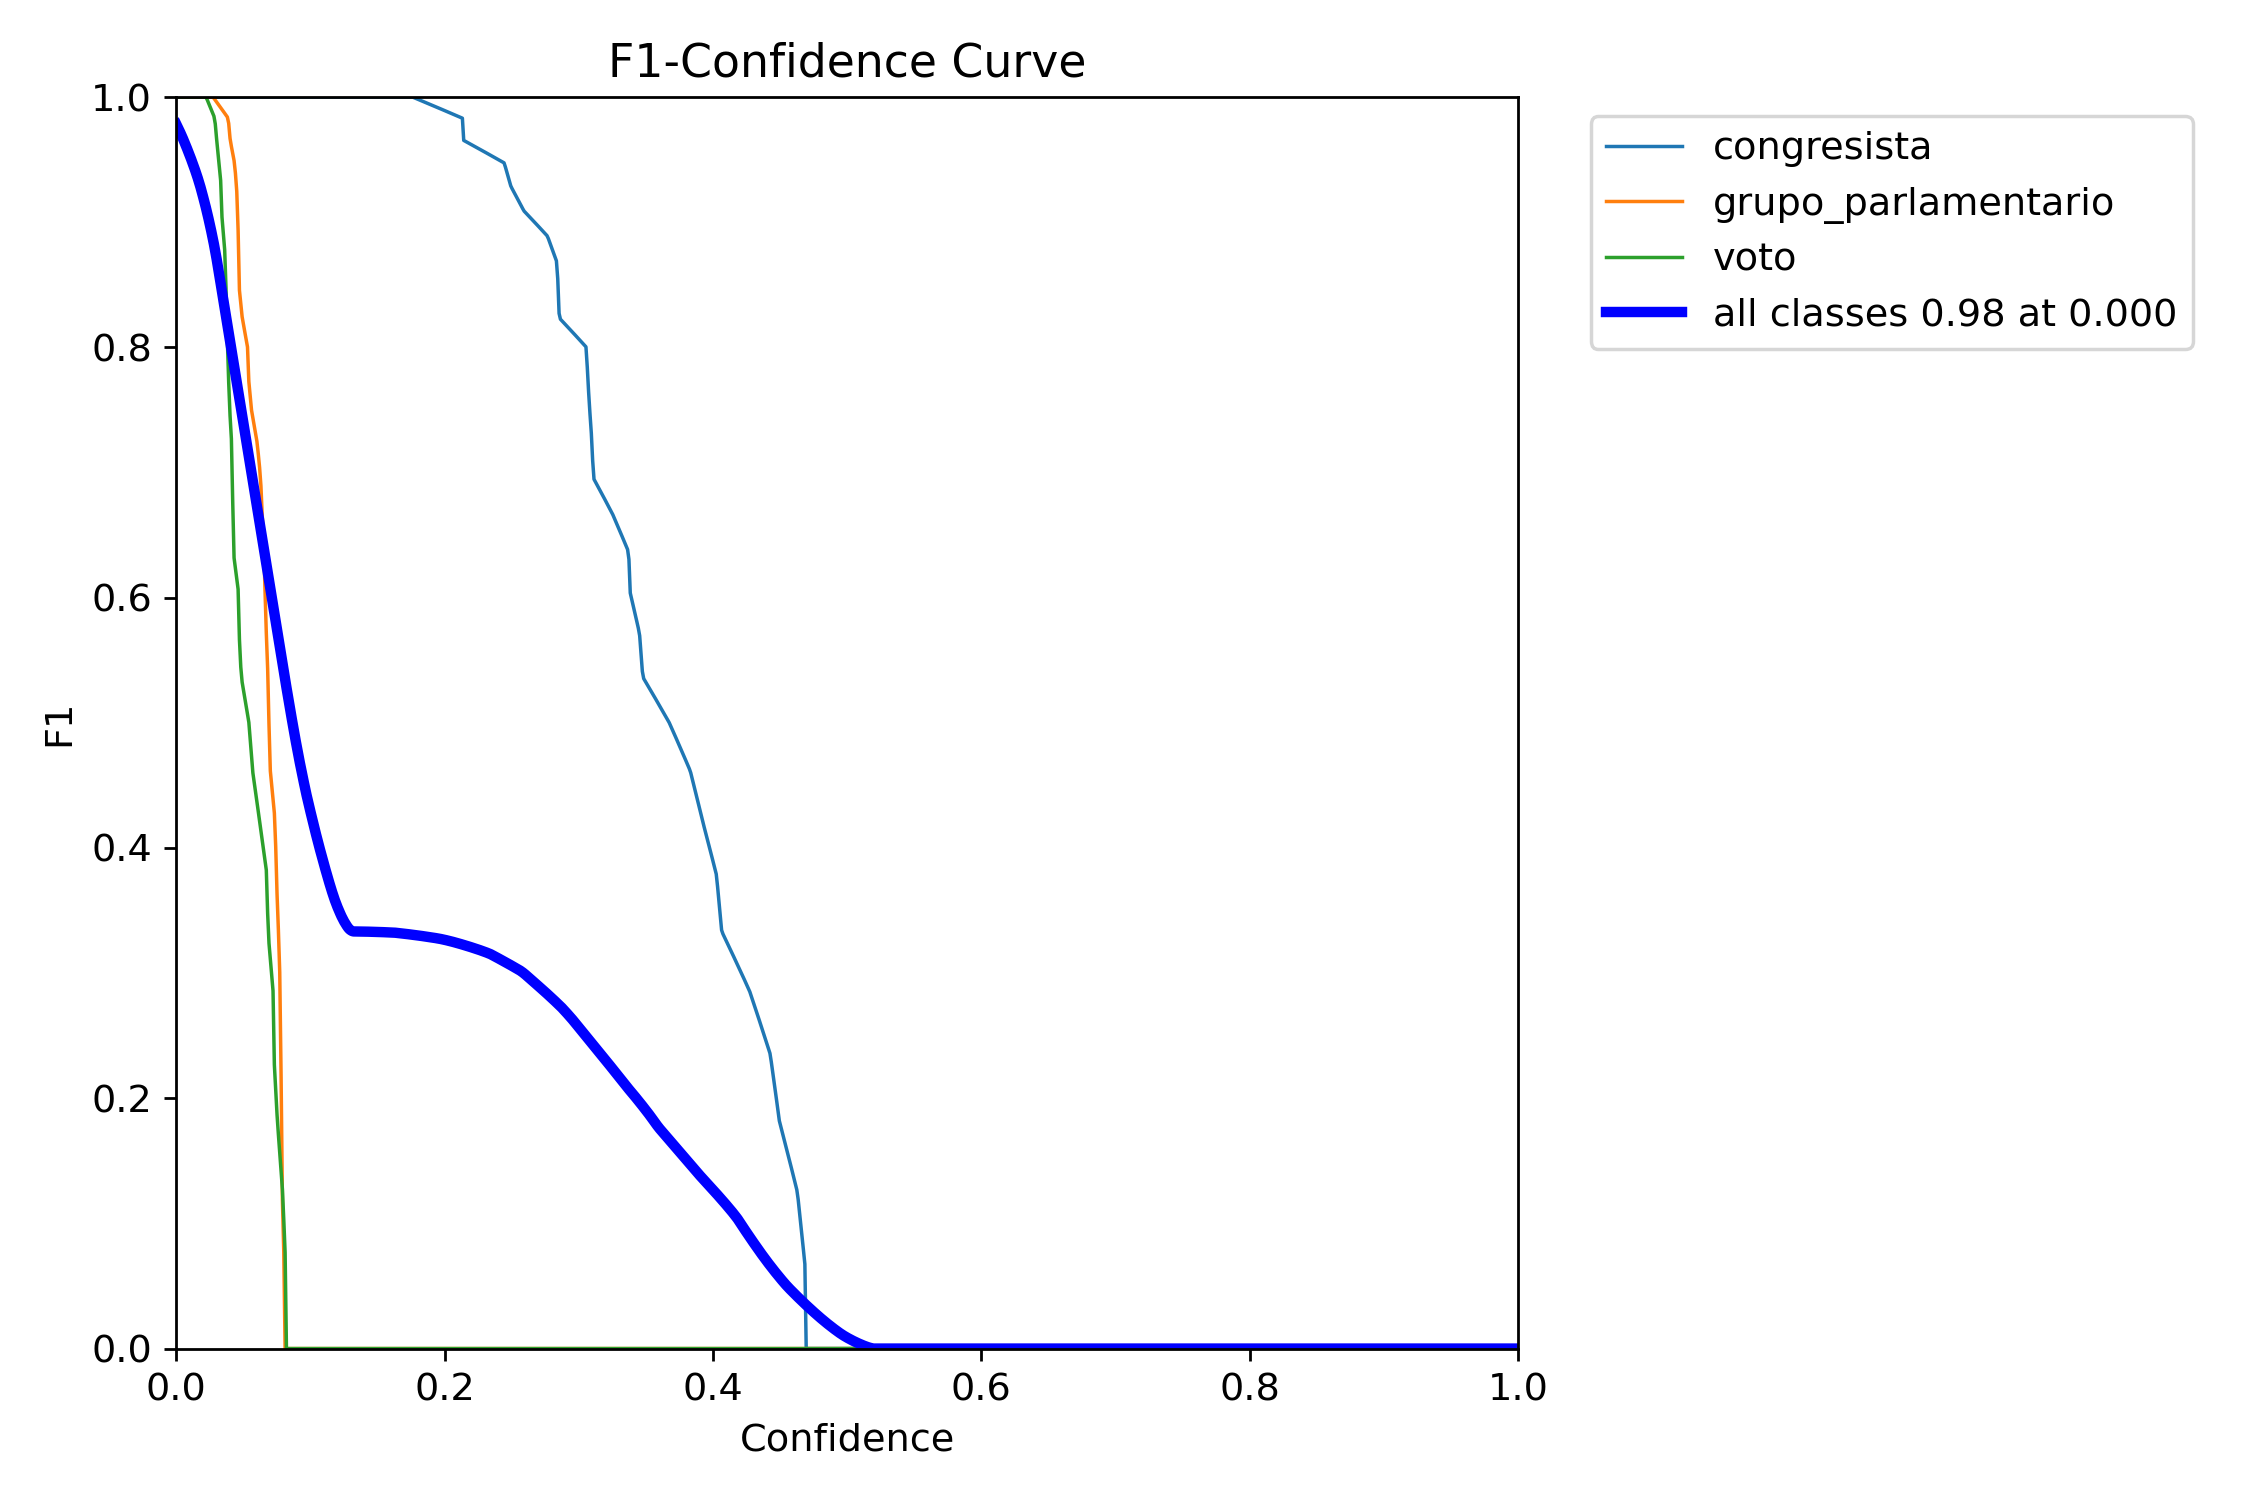 F1-Confidence Curve
1.0
0.8
0.6
0.4
0.2
0.0
F1
0.0 0.2 0.4 0.6 0.8 1.0
Confidence
congresista
grupo_parlamentario
voto
all classes 0.98 at 0.000